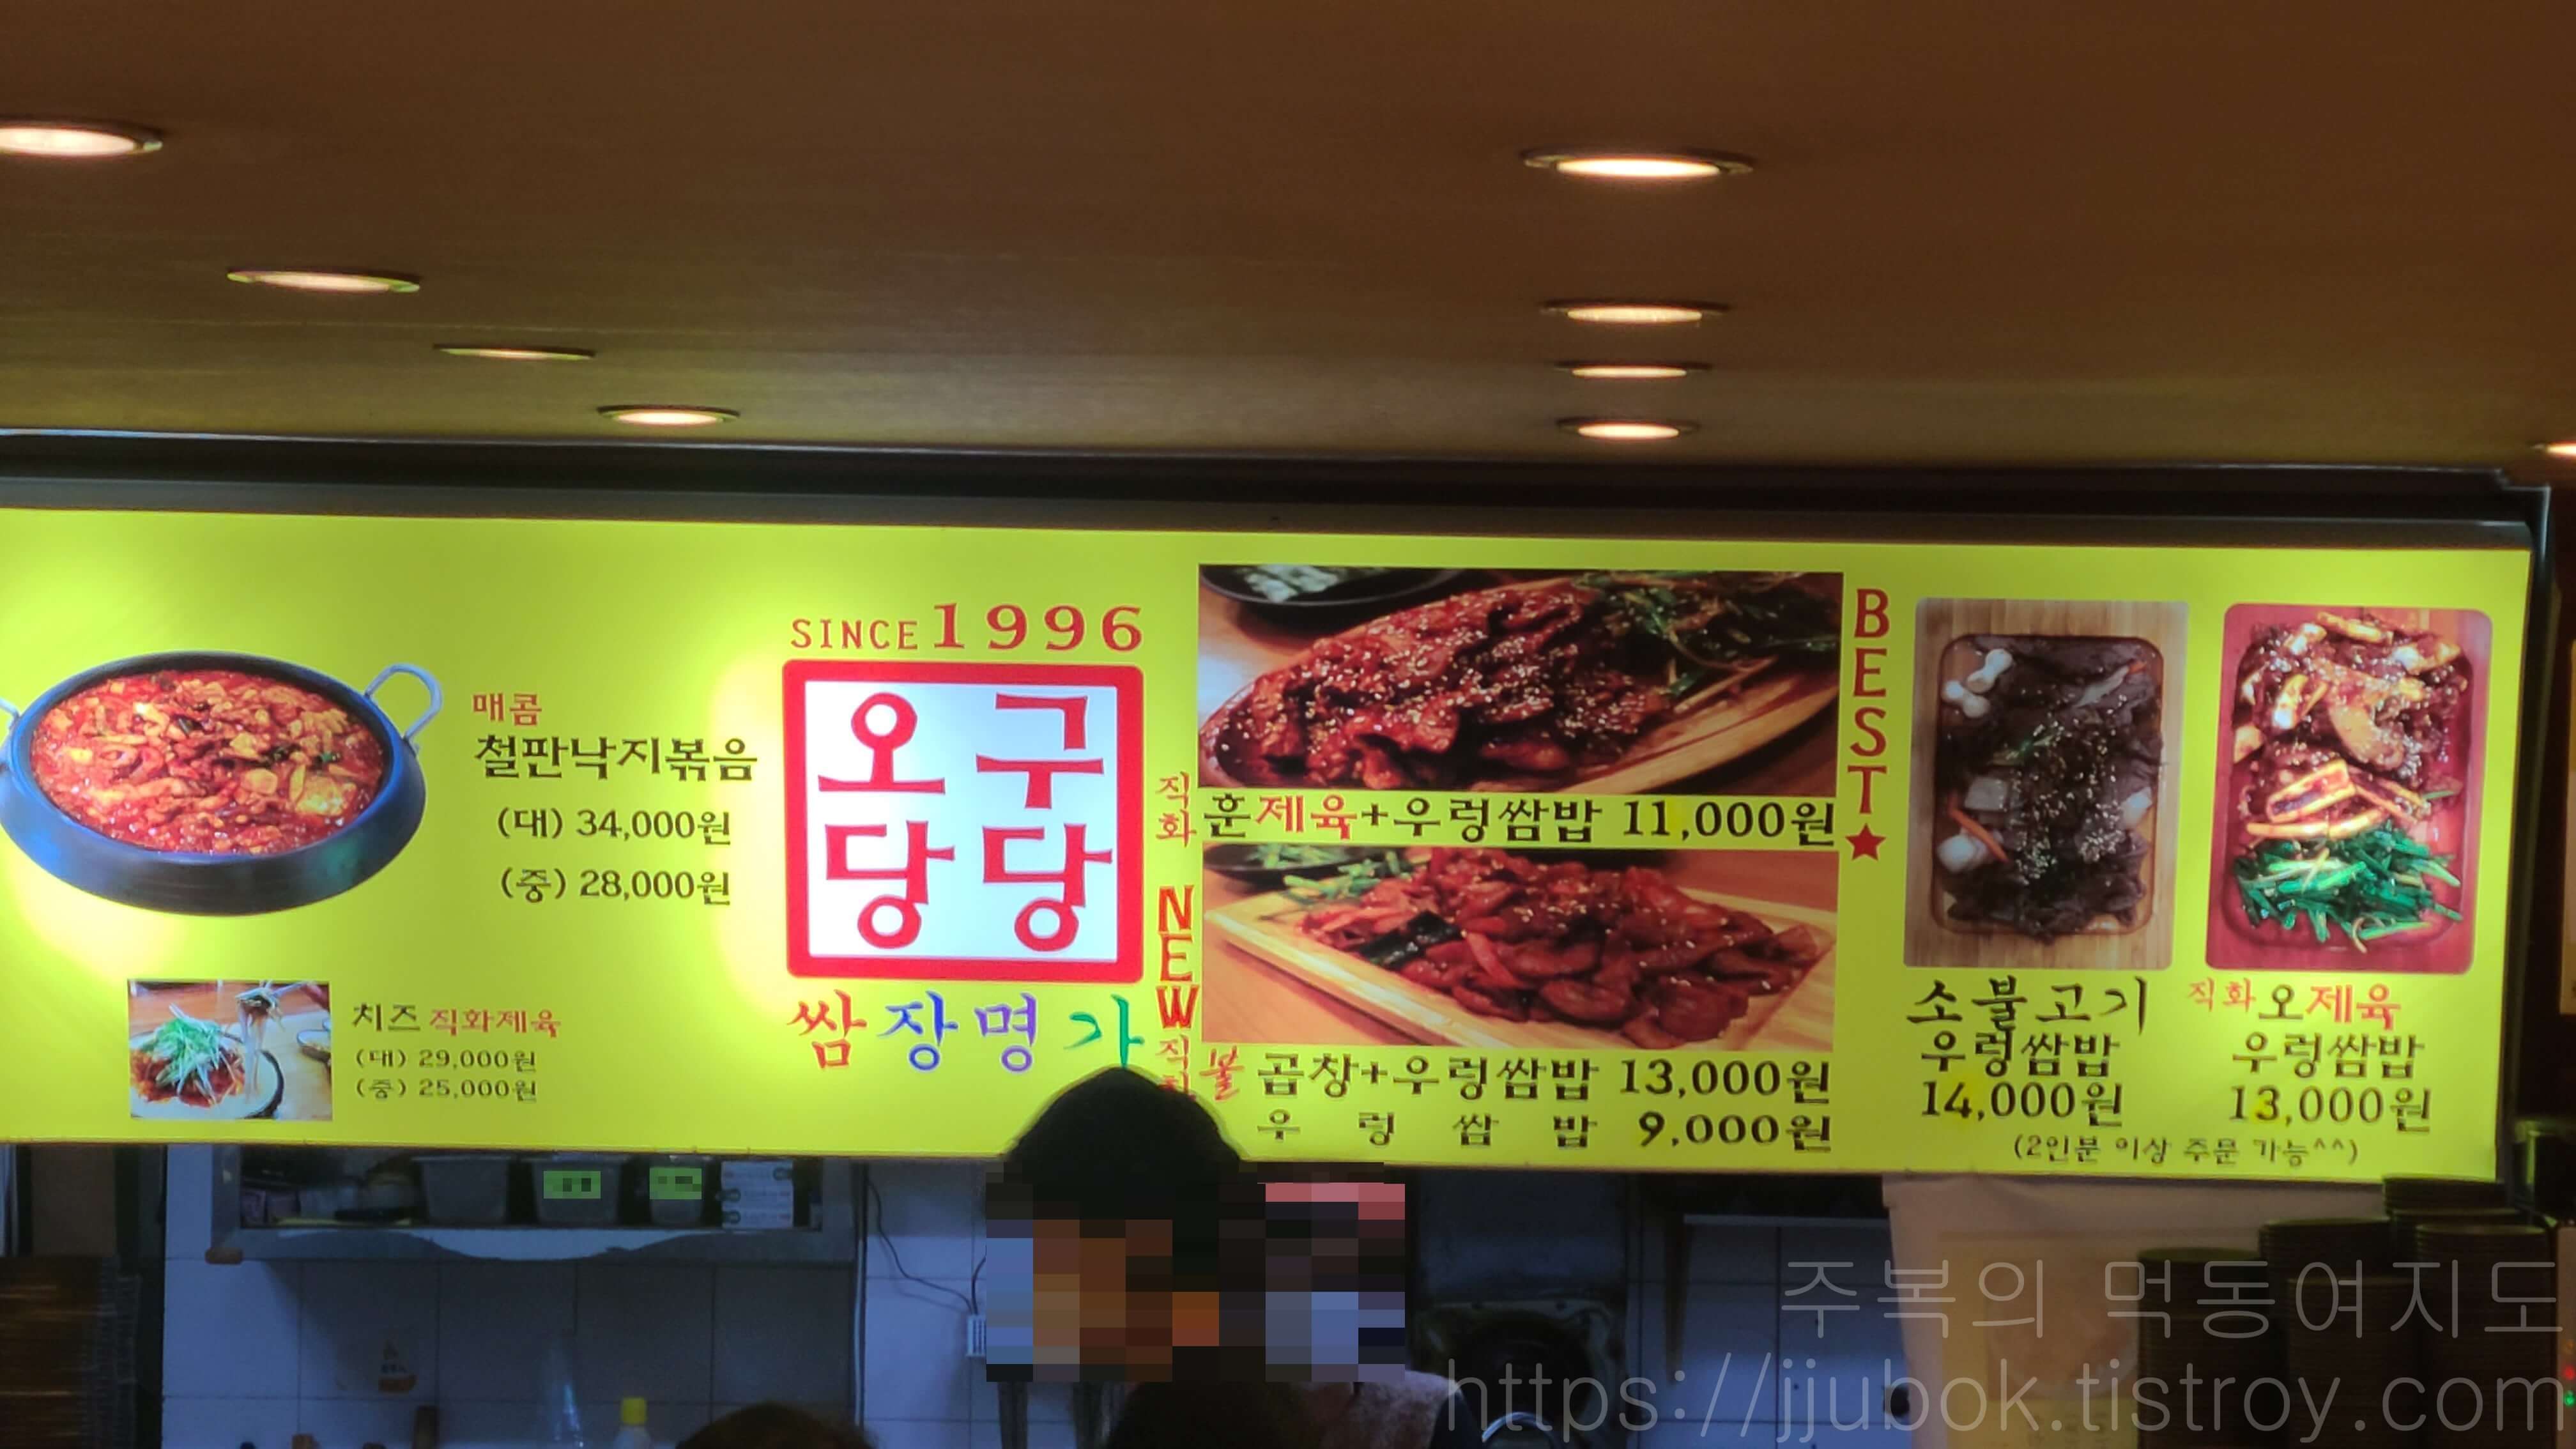 매콤
철판낙지볶음
(대) 34,000원
(중) 28,000원
치즈 직화제육
(대) 29,000원
(중) 25,000원
SINCE 1996
오구
당당
쌈장명가
직화 훈제육+우렁쌈밥 11,000원
NEW
직화 불곱창+우렁쌈밥 13,000원
우렁쌈밥 9,000원
BEST★
소불고기
우렁쌈밥
14,000원
직화오제육
우렁쌈밥
13,000원
(2인분 이상 주문 가능^^)
주복의 먹동여지도
https://jjubok.tistroy.com